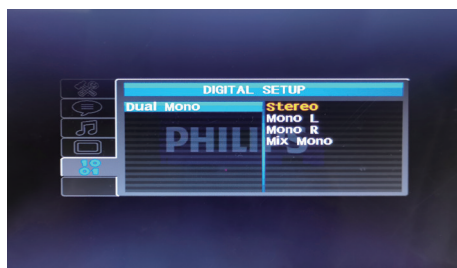 DIGITAL SETUP
Dual Mono
Stereo
Mono L
Mono R
Mix Mono
PHILIPS